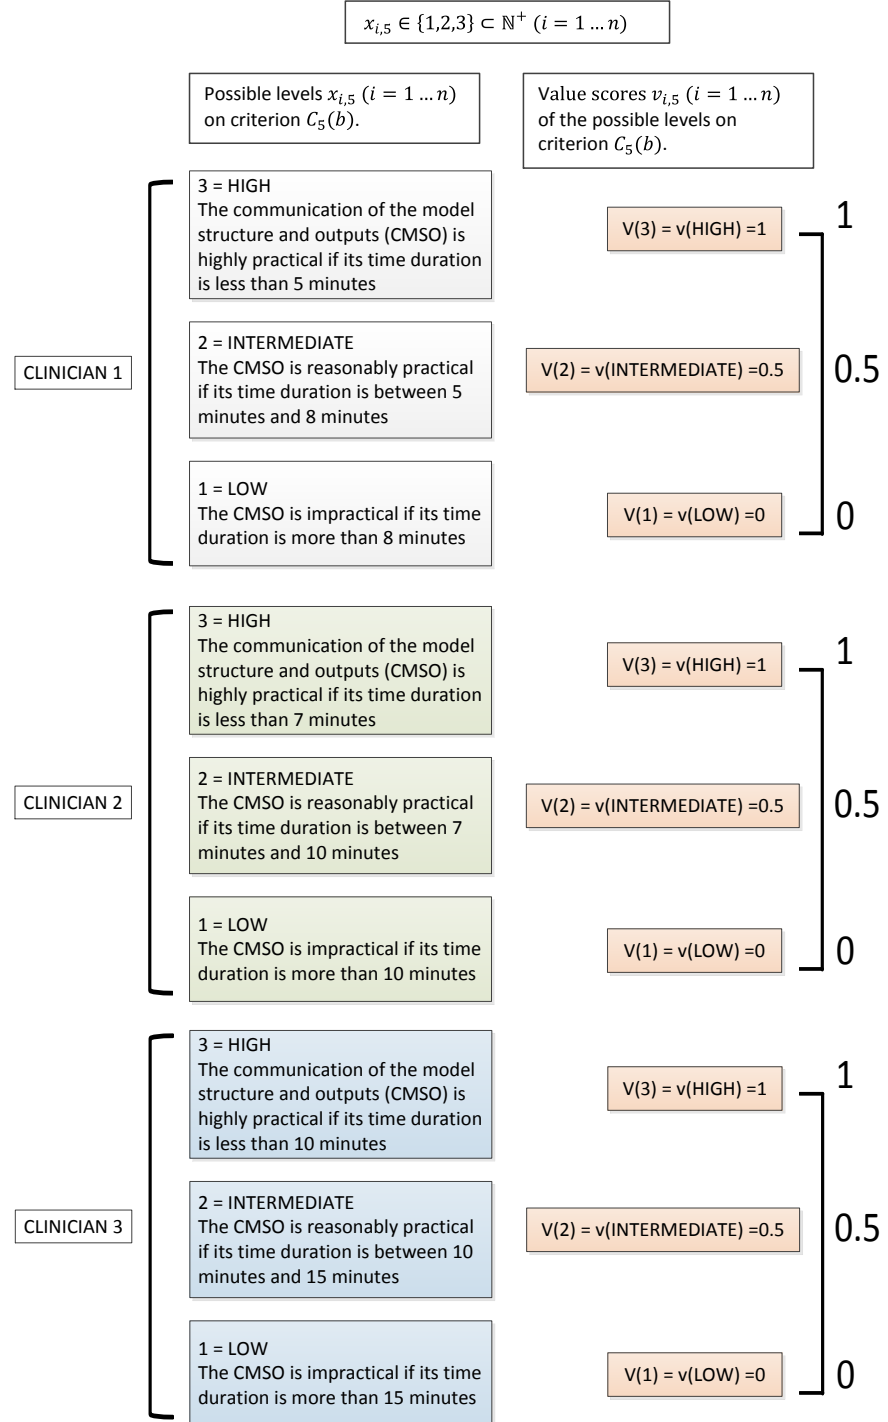 x_{i,5} ∈ {1,2,3} ⊂ ℕ⁺ (i = 1 … n)
Possible levels x_{i,5} (i = 1 … n)
on criterion C₅(b).
Value scores v_{i,5} (i = 1 … n)
of the possible levels on
criterion C₅(b).
CLINICIAN 1
3 = HIGH
The communication of the model
structure and outputs (CMSO) is
highly practical if its time duration
is less than 5 minutes
V(3) = v(HIGH) =1
1
2 = INTERMEDIATE
The CMSO is reasonably practical
if its time duration is between 5
minutes and 8 minutes
V(2) = v(INTERMEDIATE) =0.5
0.5
1 = LOW
The CMSO is impractical if its time
duration is more than 8 minutes
V(1) = v(LOW) =0
0
CLINICIAN 2
3 = HIGH
The communication of the model
structure and outputs (CMSO) is
highly practical if its time duration
is less than 7 minutes
V(3) = v(HIGH) =1
1
2 = INTERMEDIATE
The CMSO is reasonably practical
if its time duration is between 7
minutes and 10 minutes
V(2) = v(INTERMEDIATE) =0.5
0.5
1 = LOW
The CMSO is impractical if its time
duration is more than 10 minutes
V(1) = v(LOW) =0
0
CLINICIAN 3
3 = HIGH
The communication of the model
structure and outputs (CMSO) is
highly practical if its time duration
is less than 10 minutes
V(3) = v(HIGH) =1
1
2 = INTERMEDIATE
The CMSO is reasonably practical
if its time duration is between 10
minutes and 15 minutes
V(2) = v(INTERMEDIATE) =0.5
0.5
1 = LOW
The CMSO is impractical if its time
duration is more than 15 minutes
V(1) = v(LOW) =0
0